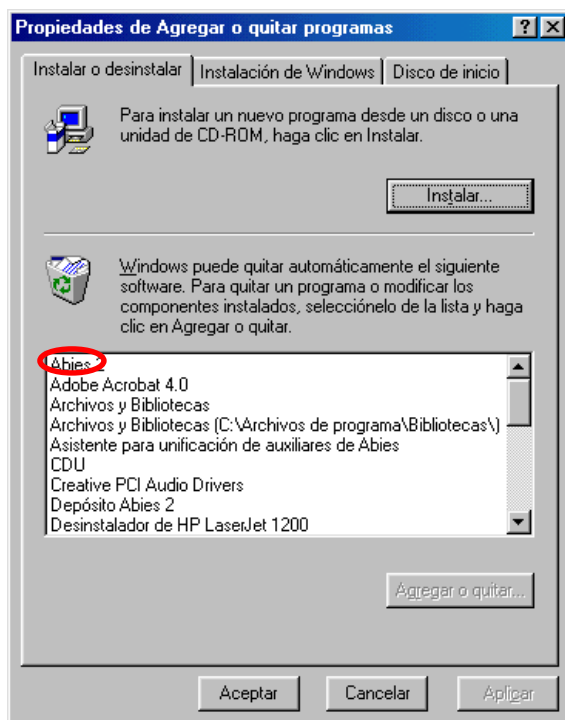 Propiedades de Agregar o quitar programas
Instalar o desinstalar Instalación de Windows Disco de inicio
Para instalar un nuevo programa desde un disco o una
unidad de CD-ROM, haga clic en Instalar.
Instalar...
Windows puede quitar automáticamente el siguiente
software. Para quitar un programa o modificar los
componentes instalados, selecciónelo de la lista y haga
clic en Agregar o quitar.
Abies 2
Adobe Acrobat 4.0
Archivos y Bibliotecas
Archivos y Bibliotecas (C:\Archivos de programa\Bibliotecas\)
Asistente para unificación de auxiliares de Abies
CDU
Creative PCI Audio Drivers
Depósito Abies 2
Desinstalador de HP LaserJet 1200
Agregar o quitar...
Aceptar Cancelar Aplicar